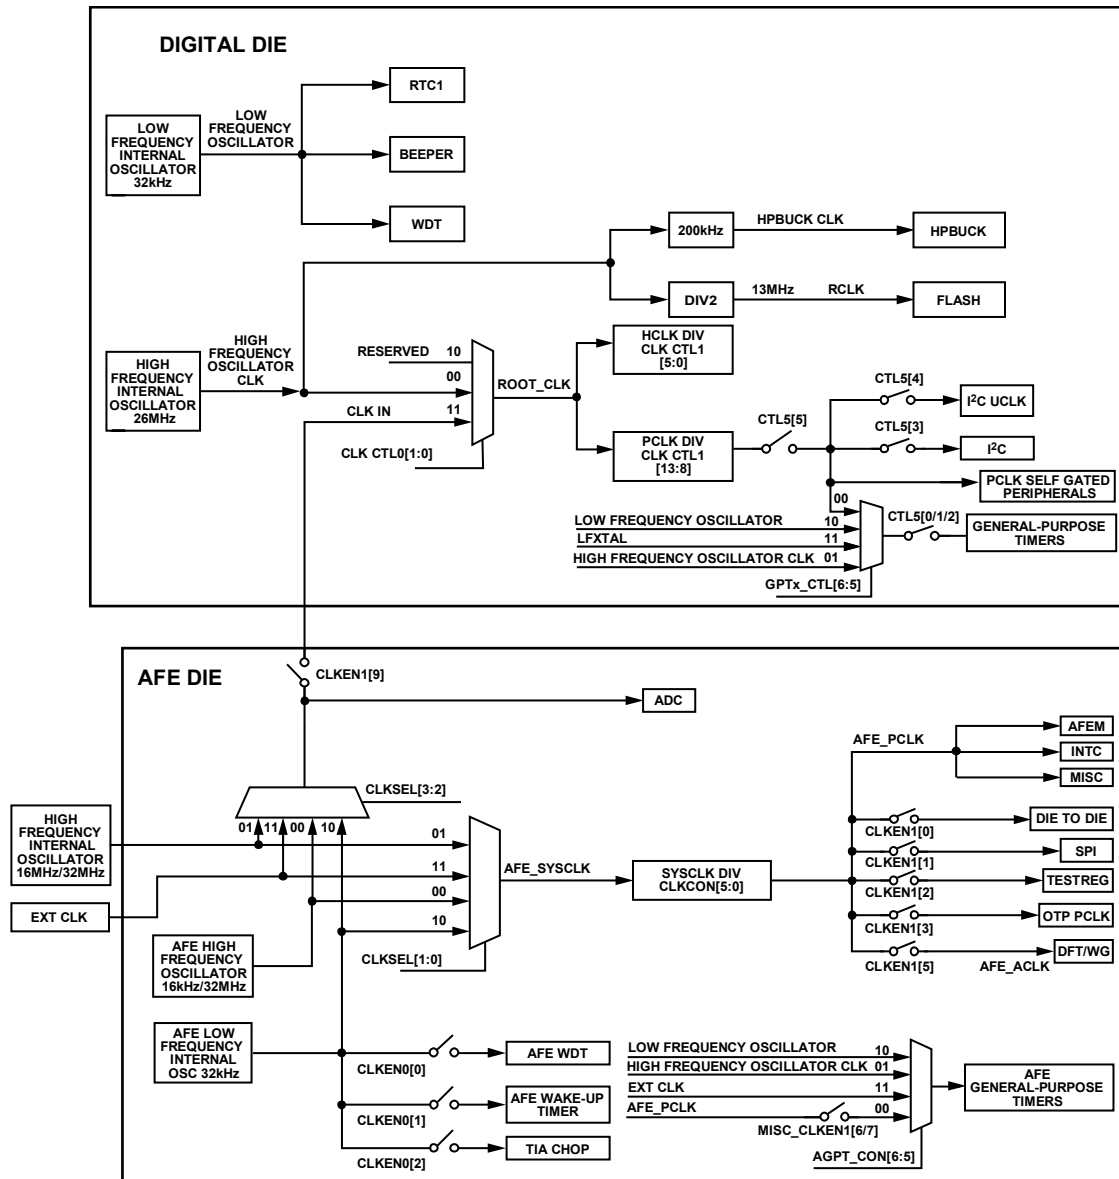 DIGITAL DIE
RTC1
LOW
FREQUENCY
INTERNAL
OSCILLATOR
32kHz
LOW
FREQUENCY
OSCILLATOR
BEEPER
WDT
200kHz
HPBUCK CLK
HPBUCK
DIV2
13MHz
RCLK
FLASH
HIGH
FREQUENCY
INTERNAL
OSCILLATOR
26MHz
HIGH
FREQUENCY
OSCILLATOR
CLK
RESERVED
10
00
CLK IN
11
CLK CTL0[1:0]
ROOT_CLK
HCLK DIV
CLK CTL1
[5:0]
PCLK DIV
CLK CTL1
[13:8]
CTL5[5]
CTL5[4]
I2C UCLK
CTL5[3]
I2C
PCLK SELF GATED
PERIPHERALS
00
LOW FREQUENCY OSCILLATOR
10
LFXTAL
11
HIGH FREQUENCY OSCILLATOR CLK
01
GPTx_CTL[6:5]
CTL5[0/1/2]
GENERAL-PURPOSE
TIMERS
AFE DIE
CLKEN1[9]
ADC
CLKSEL[3:2]
01
11
00
10
HIGH
FREQUENCY
INTERNAL
OSCILLATOR
16MHz/32MHz
EXT CLK
AFE HIGH
FREQUENCY
OSCILLATOR
16kHz/32MHz
AFE LOW
FREQUENCY
INTERNAL
OSC 32kHz
01
11
00
10
CLKSEL[1:0]
AFE_SYSCLK
SYSCLK DIV
CLKCON[5:0]
AFE_PCLK
AFEM
INTC
MISC
CLKEN1[0]
DIE TO DIE
CLKEN1[1]
SPI
CLKEN1[2]
TESTREG
CLKEN1[3]
OTP PCLK
CLKEN1[5]
AFE_ACLK
DFT/WG
CLKEN0[0]
AFE WDT
CLKEN0[1]
AFE WAKE-UP
TIMER
CLKEN0[2]
TIA CHOP
LOW FREQUENCY OSCILLATOR
10
HIGH FREQUENCY OSCILLATOR CLK
01
EXT CLK
11
AFE_PCLK
00
MISC_CLKEN1[6/7]
AGPT_CON[6:5]
AFE
GENERAL-PURPOSE
TIMERS